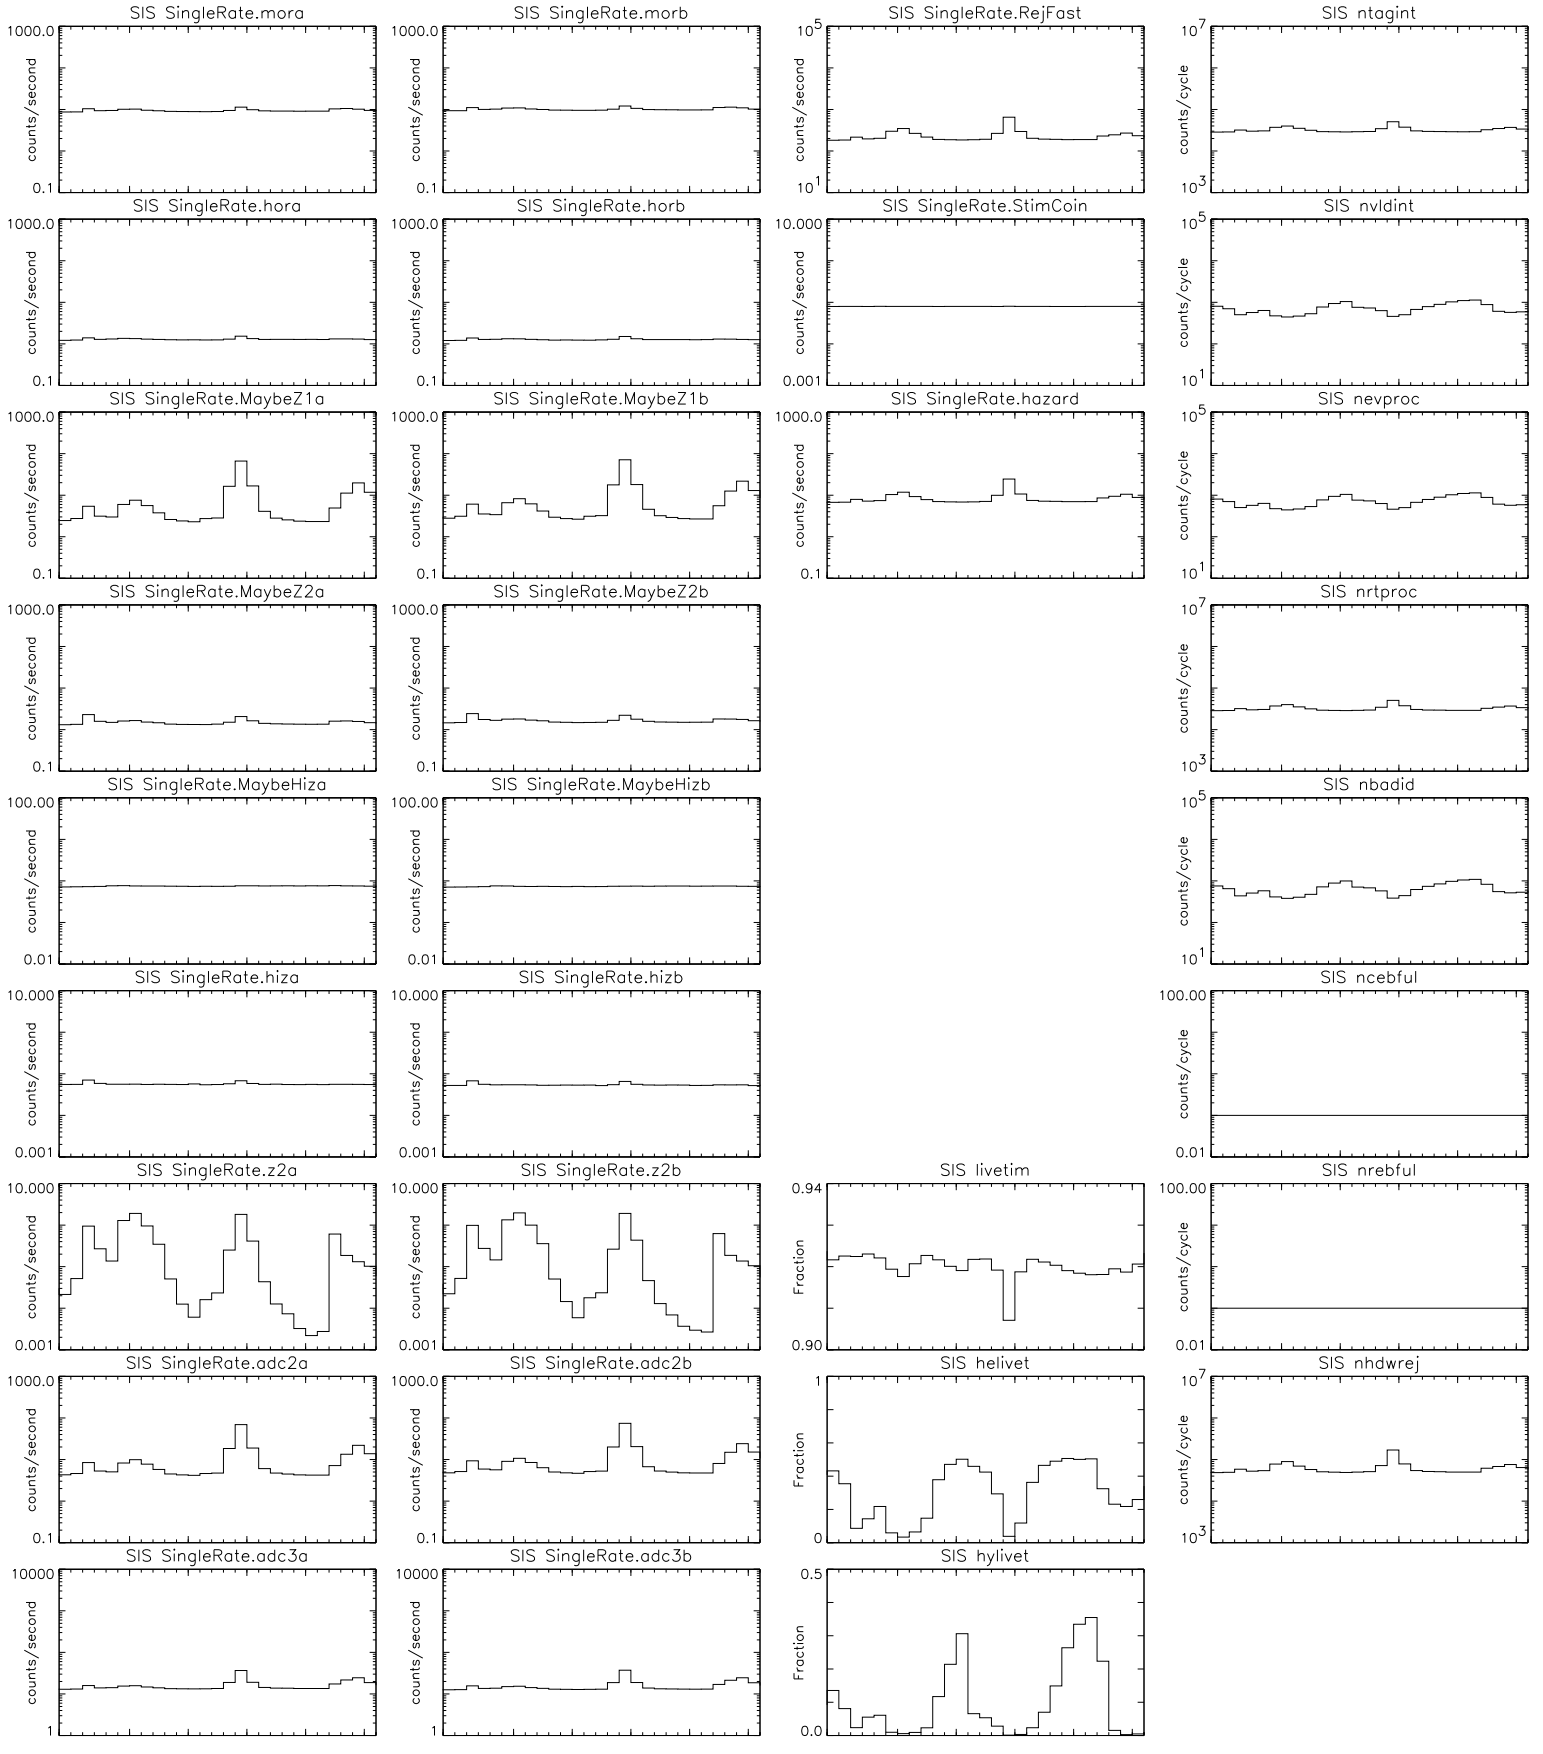 SIS SingleRate.mora
1000.0
counts/second
0.1
SIS SingleRate.morb
1000.0
counts/second
0.1
SIS SingleRate.RejFast
10^5
counts/second
10^1
SIS ntagint
10^7
counts/cycle
10^3
SIS SingleRate.hora
1000.0
counts/second
0.1
SIS SingleRate.horb
1000.0
counts/second
0.1
SIS SingleRate.StimCoin
10.000
counts/second
0.001
SIS nvldint
10^5
counts/cycle
10^1
SIS SingleRate.MaybeZ1a
1000.0
counts/second
0.1
SIS SingleRate.MaybeZ1b
1000.0
counts/second
0.1
SIS SingleRate.hazard
1000.0
counts/second
0.1
SIS nevproc
10^5
counts/cycle
10^1
SIS SingleRate.MaybeZ2a
1000.0
counts/second
0.1
SIS SingleRate.MaybeZ2b
1000.0
counts/second
0.1
SIS nrtproc
10^7
counts/cycle
10^3
SIS SingleRate.MaybeHiza
100.00
counts/second
0.01
SIS SingleRate.MaybeHizb
100.00
counts/second
0.01
SIS nbadid
10^5
counts/cycle
10^1
SIS SingleRate.hiza
10.000
counts/second
0.001
SIS SingleRate.hizb
10.000
counts/second
0.001
SIS ncebful
100.00
counts/cycle
0.01
SIS SingleRate.z2a
10.000
counts/second
0.001
SIS SingleRate.z2b
10.000
counts/second
0.001
SIS livetim
0.94
Fraction
0.90
SIS nrebful
100.00
counts/cycle
0.01
SIS SingleRate.adc2a
1000.0
counts/second
0.1
SIS SingleRate.adc2b
1000.0
counts/second
0.1
SIS helivet
1
Fraction
0
SIS nhdwrej
10^7
counts/cycle
10^3
SIS SingleRate.adc3a
10000
counts/second
1
SIS SingleRate.adc3b
10000
counts/second
1
SIS hylivet
0.5
Fraction
0.0